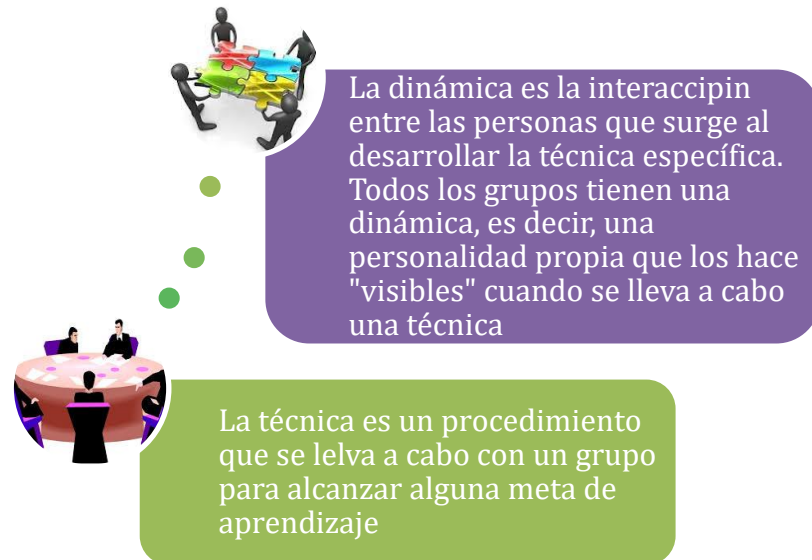 La dinámica es la interaccipin
entre las personas que surge al
desarrollar la técnica específica.
Todos los grupos tienen una
dinámica, es decir, una
personalidad propia que los hace
"visibles" cuando se lleva a cabo
una técnica
La técnica es un procedimiento
que se lelva a cabo con un grupo
para alcanzar alguna meta de
aprendizaje